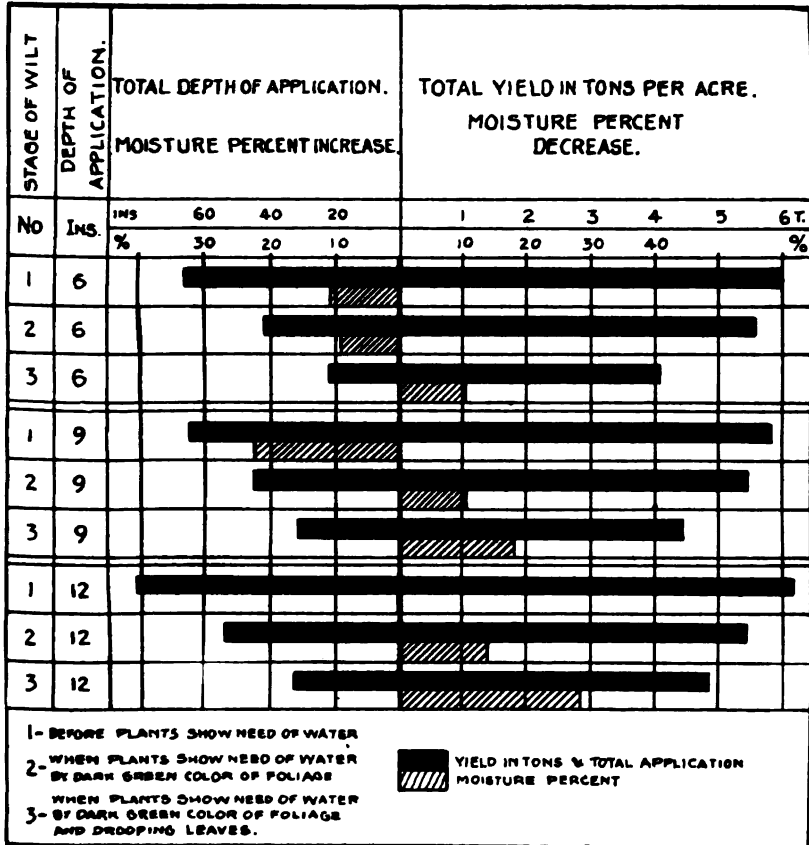 STAGE OF WILT
DEPTH OF
APPLICATION.
TOTAL DEPTH OF APPLICATION.
MOISTURE PERCENT INCREASE.
TOTAL YIELD IN TONS PER ACRE.
MOISTURE PERCENT
DECREASE.
No INS. INS 60 40 20 1 2 3 4 5 6 T.
% 30 20 10 10 20 30 40 %
1 6
2 6
3 6
1 9
2 9
3 9
1 12
2 12
3 12
1- BEFORE PLANTS SHOW NEED OF WATER
2- WHEN PLANTS SHOW NEED OF WATER
BY DARK GREEN COLOR OF FOLIAGE
3- WHEN PLANTS SHOW NEED OF WATER
BY DARK GREEN COLOR OF FOLIAGE
AND DROOPING LEAVES.
YIELD IN TONS & TOTAL APPLICATION
MOISTURE PERCENT